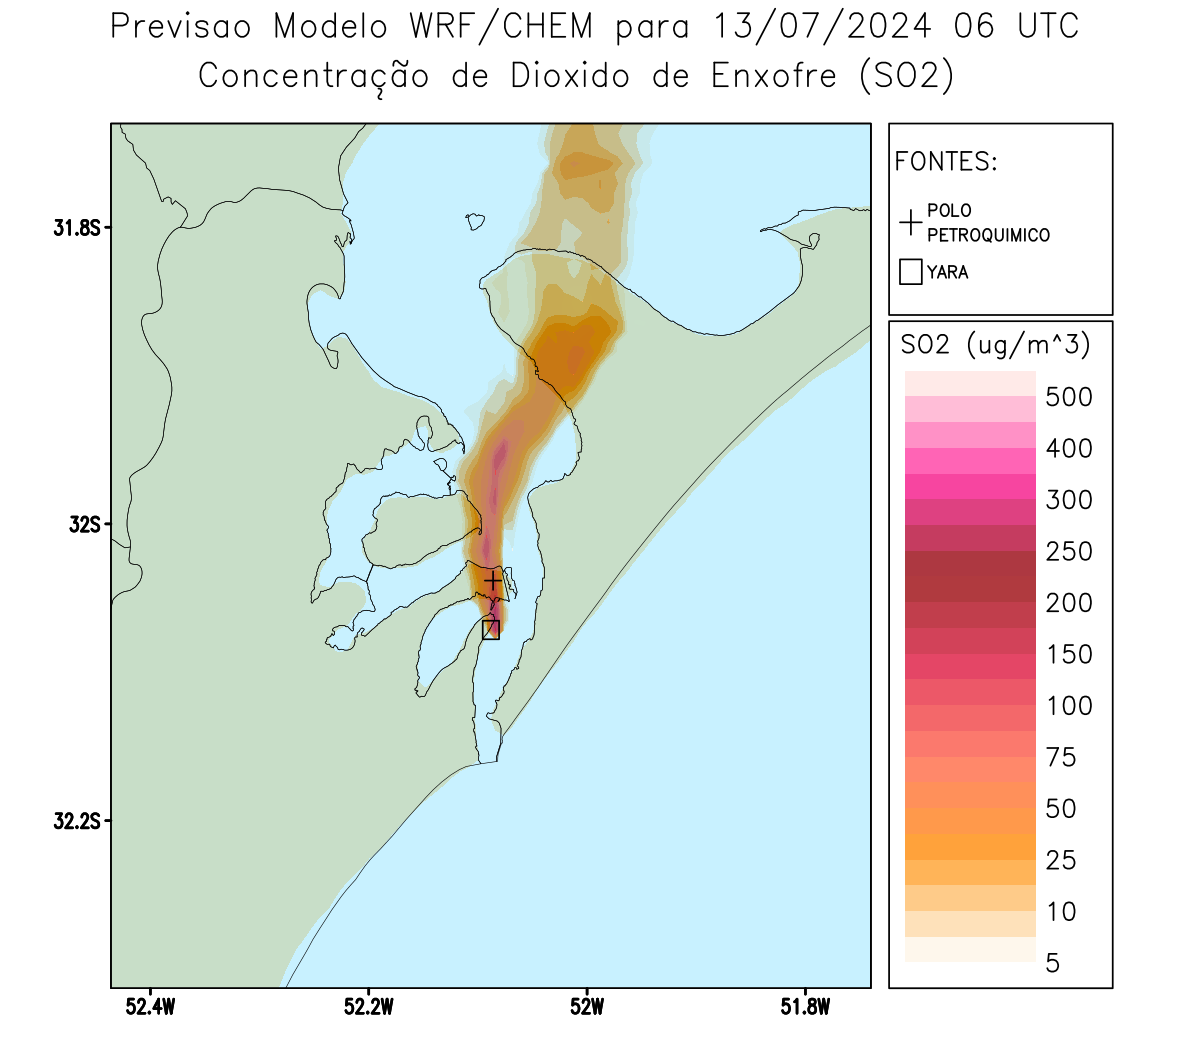 Previsao Modelo WRF/CHEM para 13/07/2024 06 UTC
Concentração de Dioxido de Enxofre (SO2)
31.8S
32S
32.2S
52.4W
52.2W
52W
51.8W
FONTES:
POLO
PETROQUIMICO
YARA
SO2 (ug/m^3)
500
400
300
250
200
150
100
75
50
25
10
5